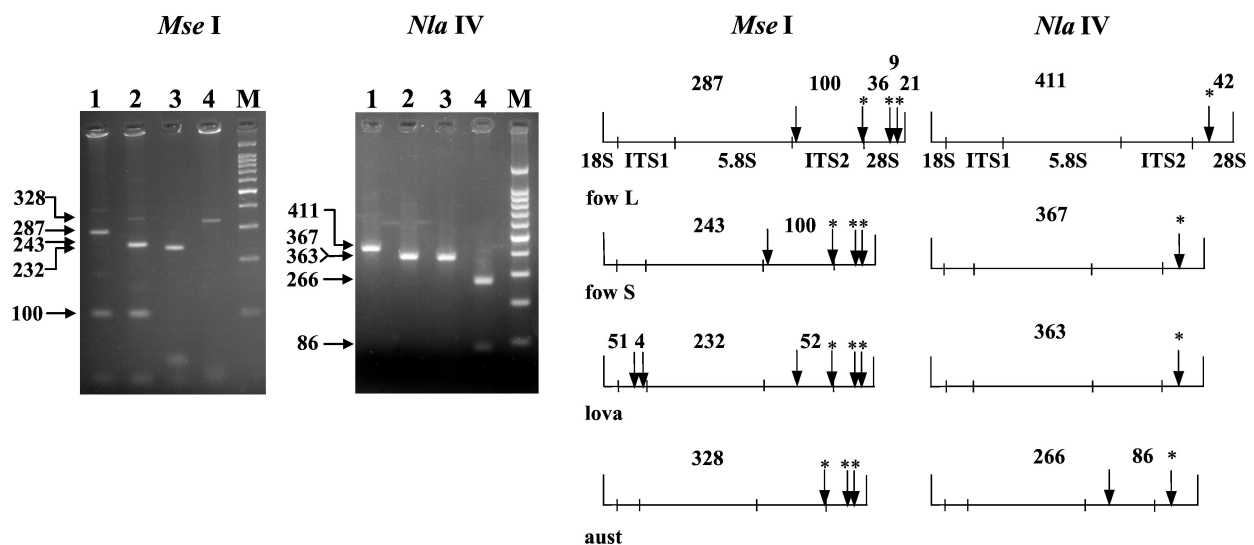 Mse I
Nla IV
1 2 3 4 M
328
287
243
232
100
1 2 3 4 M
411
367
363
266
86
Mse I
Nla IV
287 100 36 9 21
* * *
18S ITS1 5.8S ITS2 28S
411 42
*
18S ITS1 5.8S ITS2 28S
fow L
243 100 * * *
367 *
fow S
51 4 232 52 * * *
363 *
lova
328 * * *
266 86 *
aust